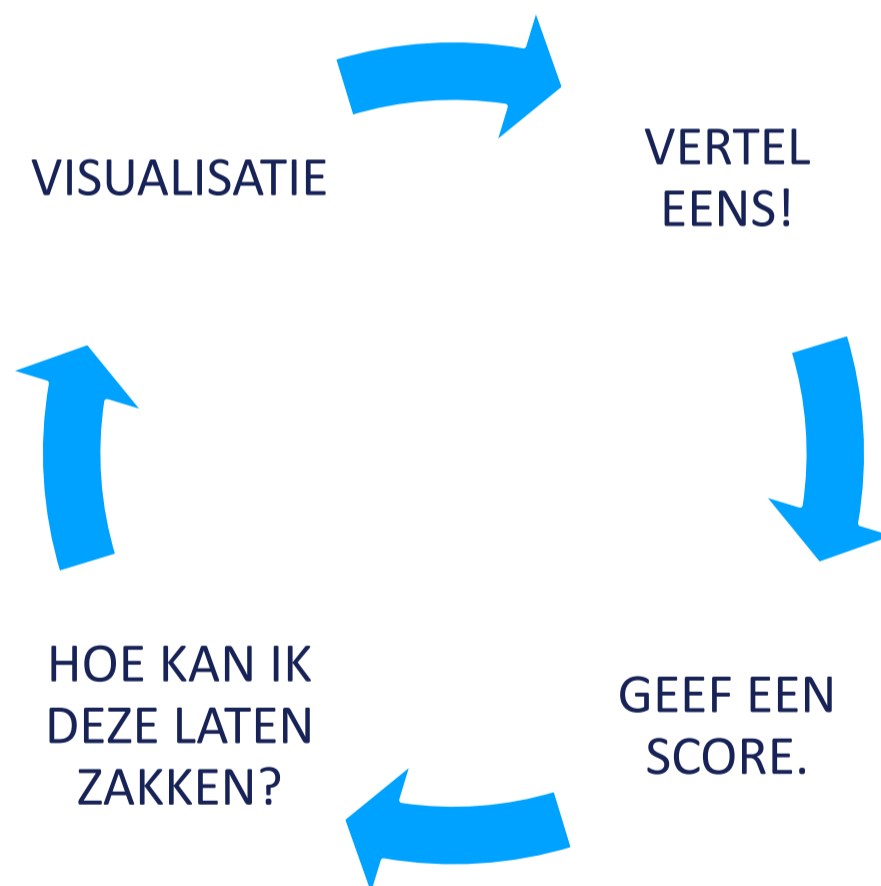 VISUALISATIE
VERTEL
EENS!
GEEF EEN
SCORE.
HOE KAN IK
DEZE LATEN
ZAKKEN?